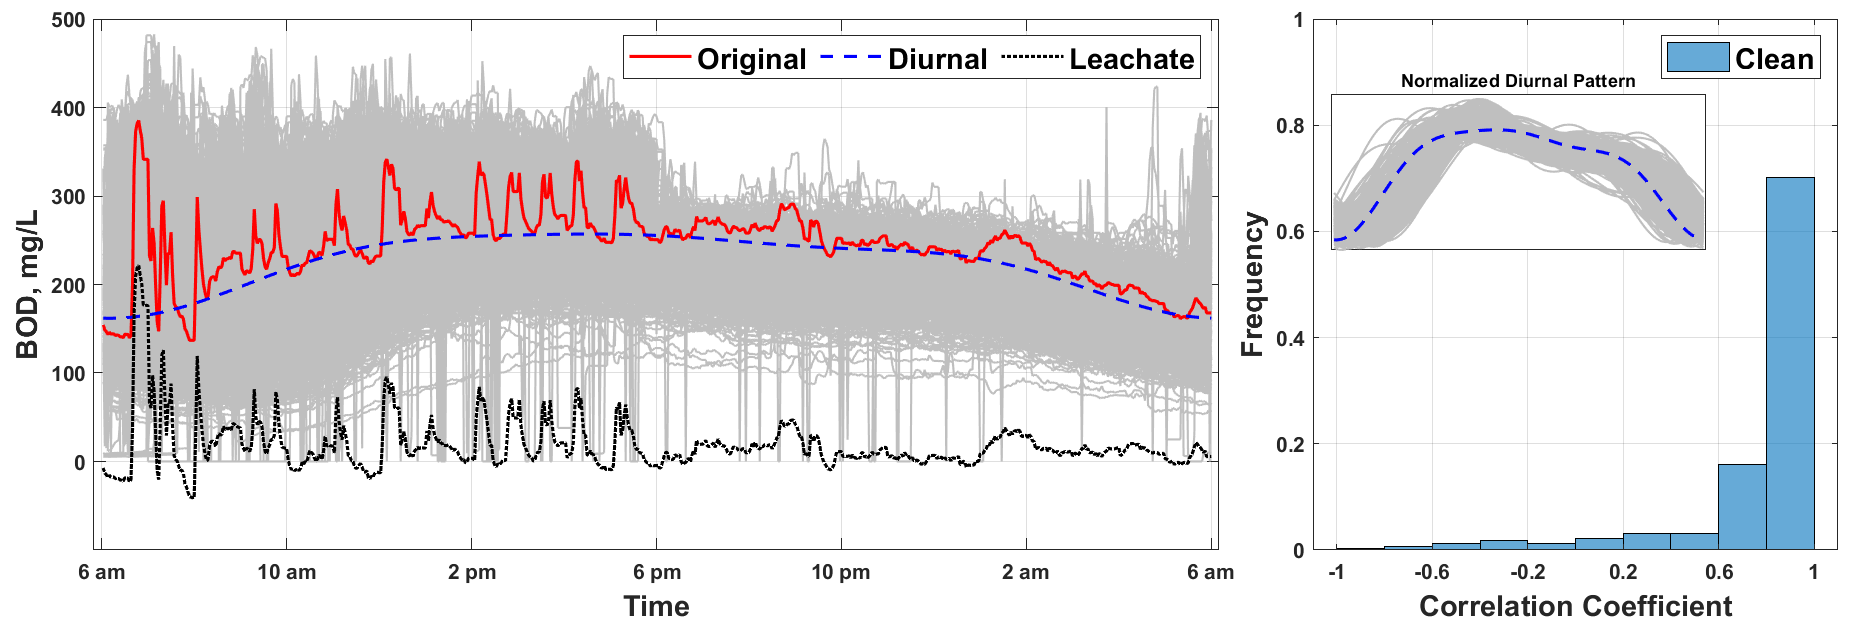 500
400
300
200
100
0
BOD, mg/L
Original
Diurnal
Leachate
6 am
10 am
2 pm
6 pm
10 pm
2 am
6 am
Time
1
0.8
0.6
0.4
0.2
0
Frequency
Clean
Normalized Diurnal Pattern
-1
-0.6
-0.2
0.2
0.6
1
Correlation Coefficient